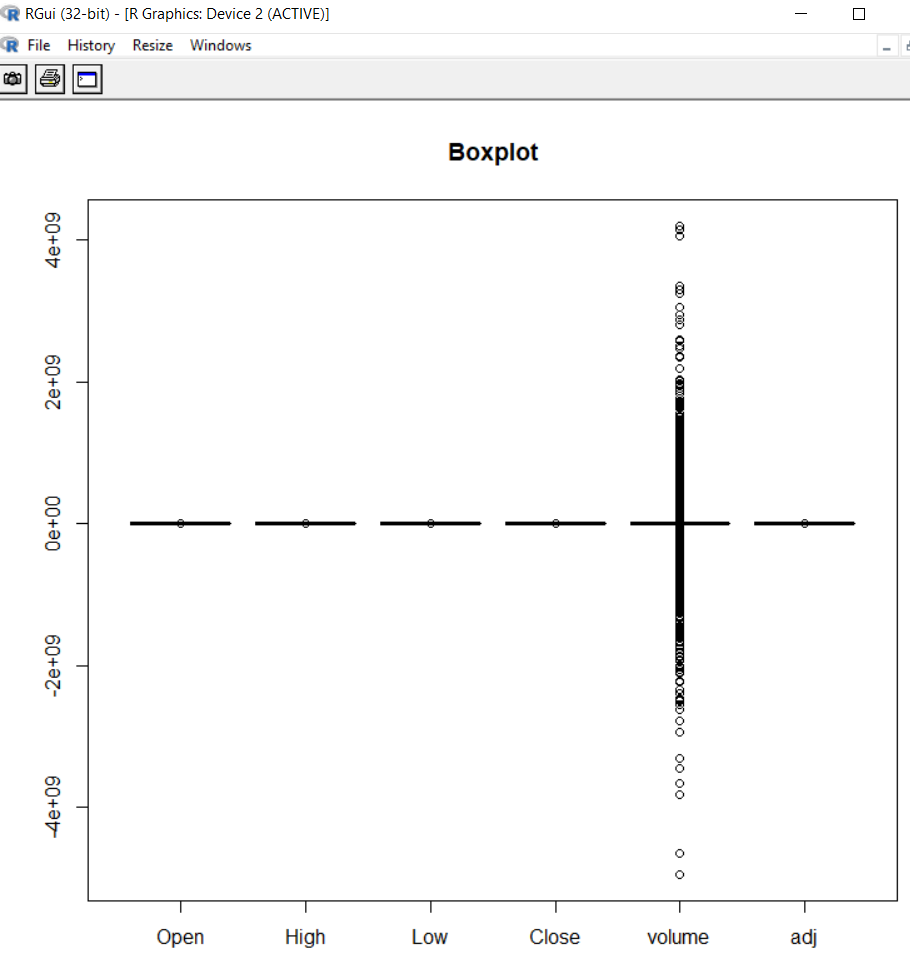 RGui (32-bit) - [R Graphics: Device 2 (ACTIVE)]
File History Resize Windows
Boxplot
4e+09
2e+09
0e+00
-2e+09
-4e+09
Open High Low Close volume adj